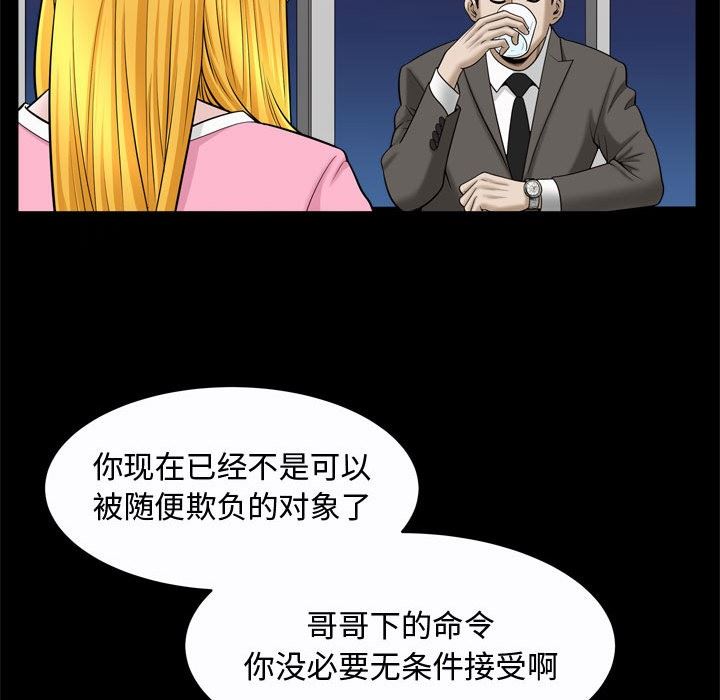 你现在已经不是可以
被随便欺负的对象了
哥哥下的命令
你没必要无条件接受啊